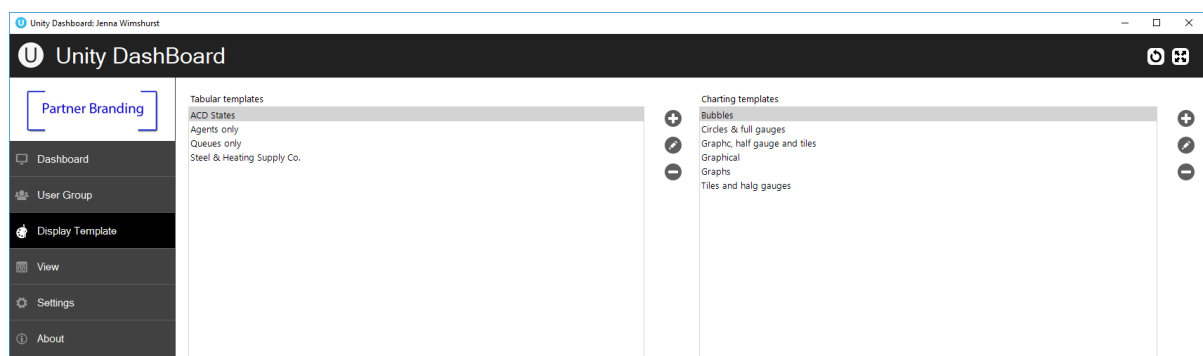 Unity Dashboard: Jenna Wimshurst
U Unity DashBoard
Partner Branding
Dashboard
User Group
Display Template
View
Settings
About
Tabular templates
ACD States
Agents only
Queues only
Steel & Heating Supply Co.
Charting templates
Bubbles
Circles & full gauges
Graphc, half gauge and tiles
Graphical
Graphs
Tiles and halg gauges